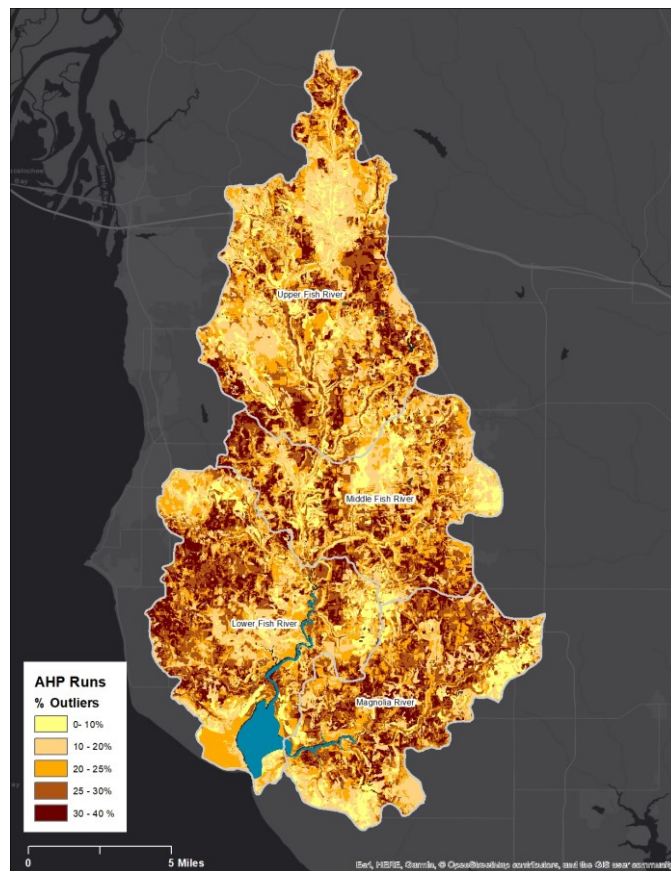 Bay
Upper Fish River
Middle Fish River
Lower Fish River
Magnolia River
AHP Runs
% Outliers
0- 10%
10 - 20%
20 - 25%
25 - 30%
30 - 40 %
0
5 Miles
Esri, HERE, Garmin, © OpenStreetMap contributors, and the GIS user community